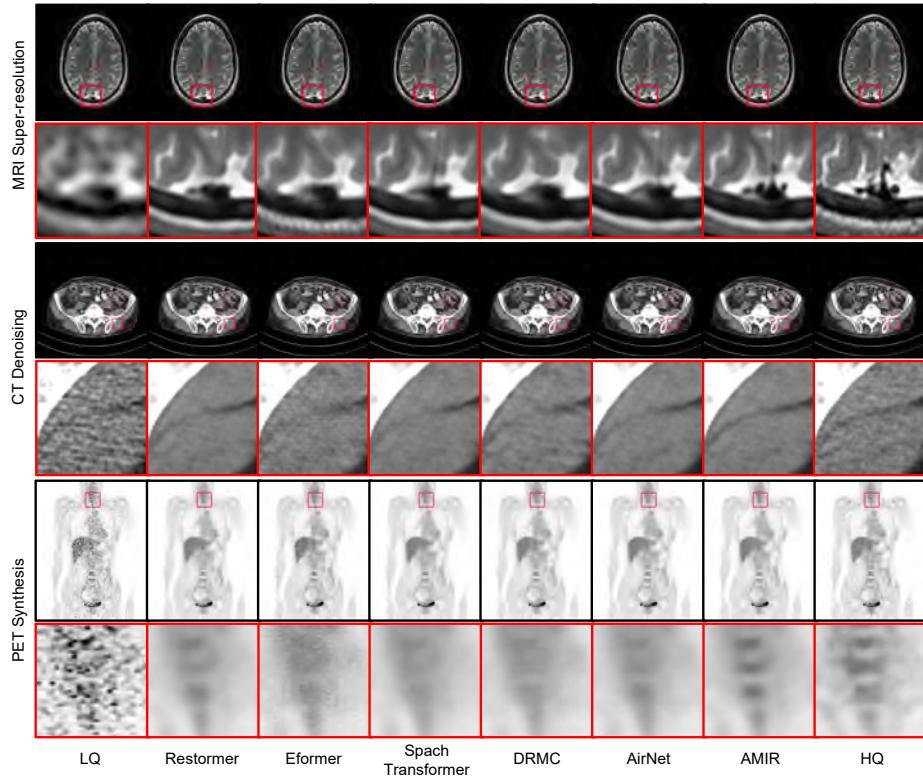 MRI Super-resolution
CT Denoising
PET Synthesis
LQ
Restormer
Eformer
Spach
Transformer
DRMC
AirNet
AMIR
HQ